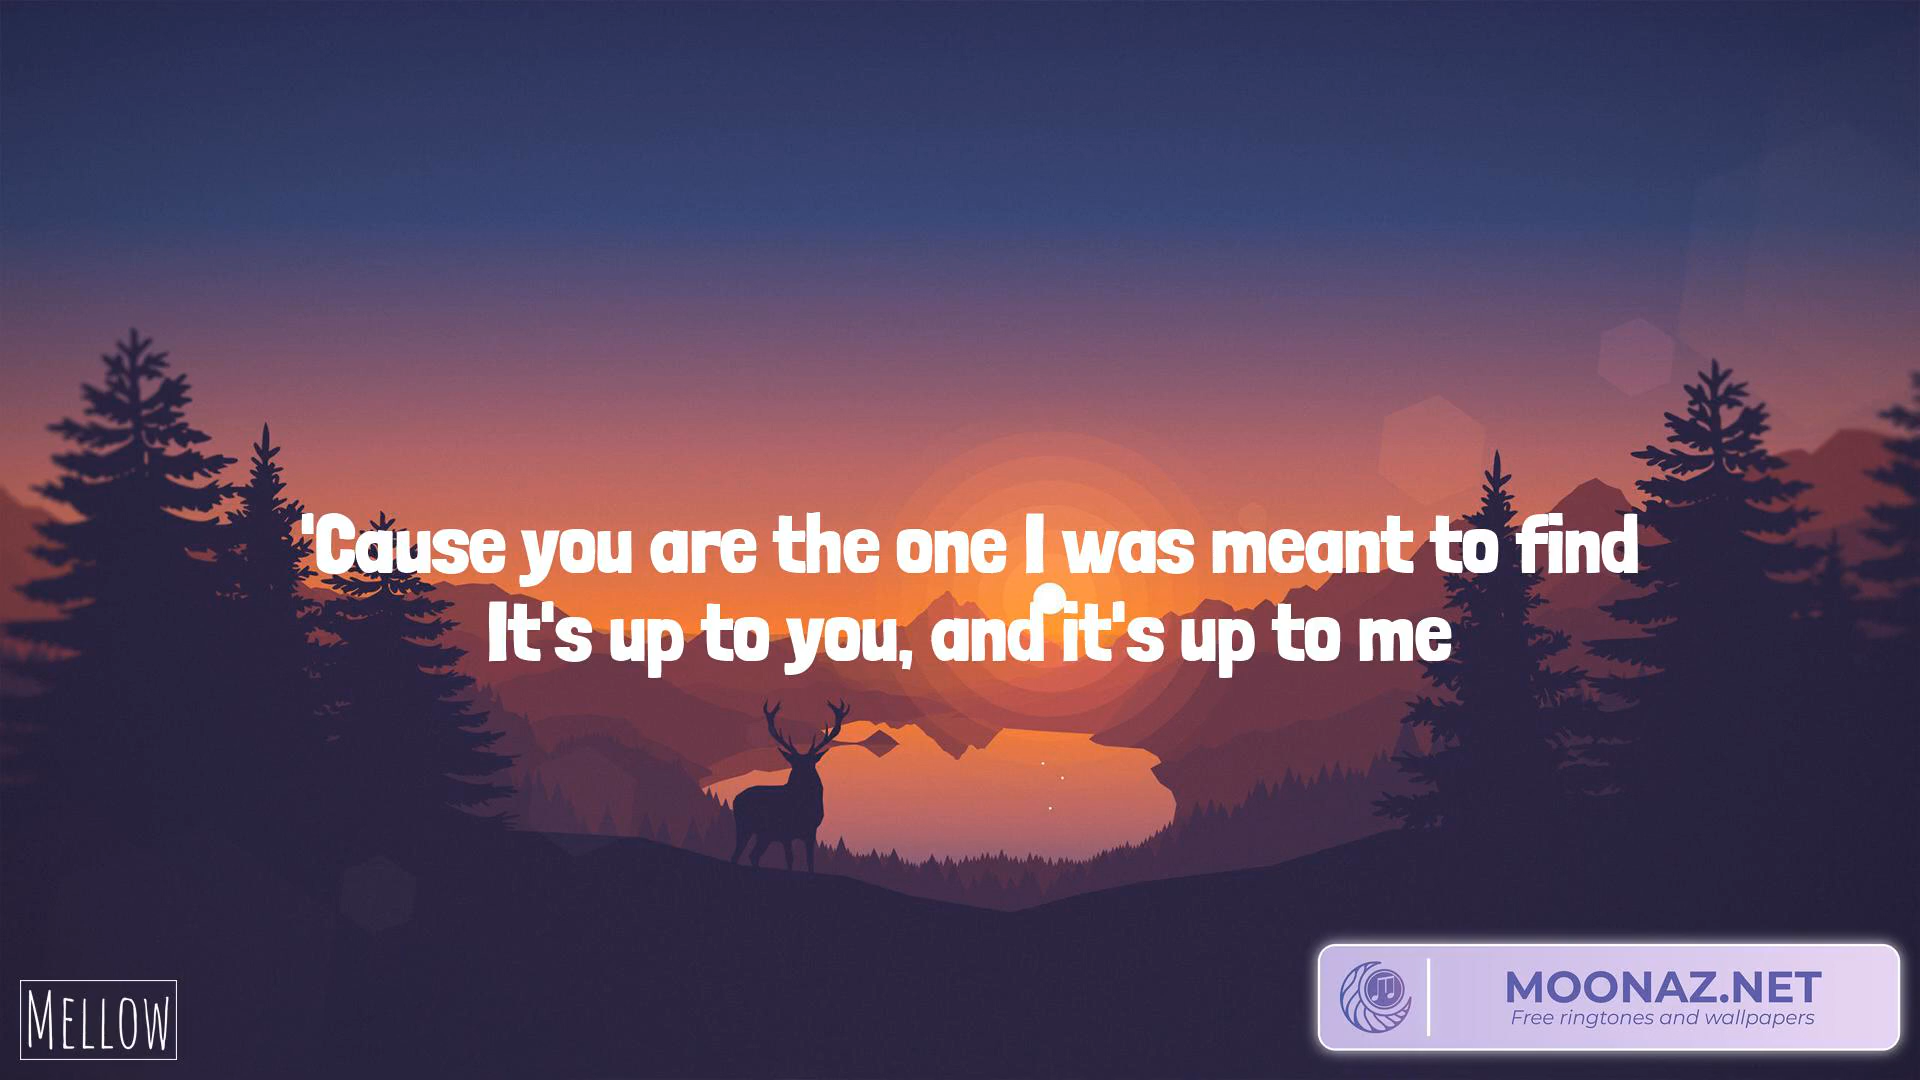 'Cause you are the one I was meant to find
It's up to you, and it's up to me
MELLOW
MOONAZ.NET
Free ringtones and wallpapers